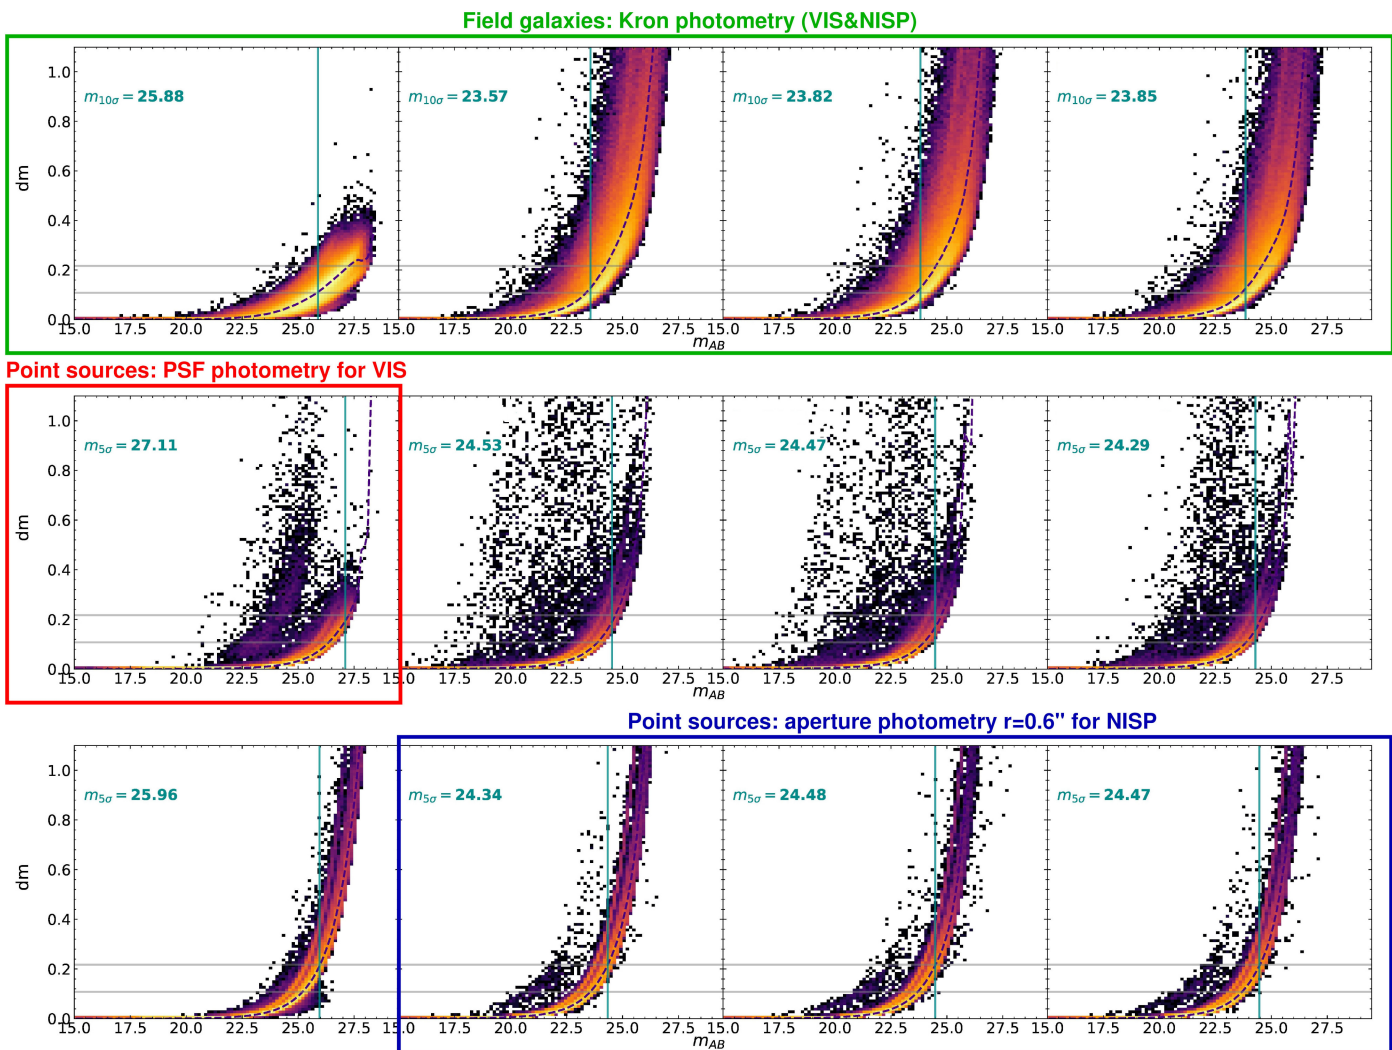 Field galaxies: Kron photometry (VIS&NISP)
dm
1.0
0.8
0.6
0.4
0.2
0.0
m10σ = 25.88
m10σ = 23.57
m10σ = 23.82
m10σ = 23.85
15.0 17.5 20.0 22.5 25.0 27.5 15.0 17.5 20.0 22.5 25.0 27.5 15.0 17.5 20.0 22.5 25.0 27.5 15.0 17.5 20.0 22.5 25.0 27.5
mAB
Point sources: PSF photometry for VIS
dm
1.0
0.8
0.6
0.4
0.2
0.0
m5σ = 27.11
m5σ = 24.53
m5σ = 24.47
m5σ = 24.29
15.0 17.5 20.0 22.5 25.0 27.5 15.0 17.5 20.0 22.5 25.0 27.5 15.0 17.5 20.0 22.5 25.0 27.5 15.0 17.5 20.0 22.5 25.0 27.5
mAB
Point sources: aperture photometry r=0.6" for NISP
dm
1.0
0.8
0.6
0.4
0.2
0.0
m5σ = 25.96
m5σ = 24.34
m5σ = 24.48
m5σ = 24.47
15.0 17.5 20.0 22.5 25.0 27.5 15.0 17.5 20.0 22.5 25.0 27.5 15.0 17.5 20.0 22.5 25.0 27.5 15.0 17.5 20.0 22.5 25.0 27.5
mAB